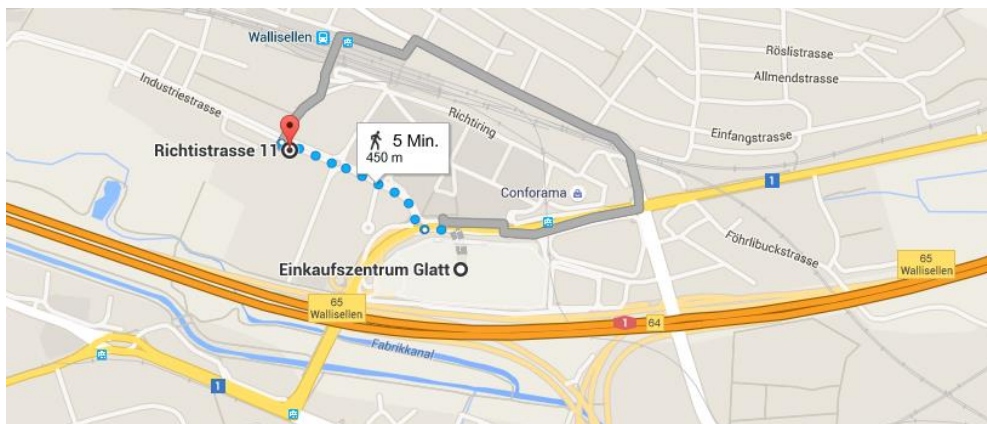 Wallisellen
Röslistrasse
Allmendstrasse
Industriestrasse
Richtiring
Einfangstrasse
5 Min.
450 m
Richtistrasse 11
1
Conforama
Föhrlibuckstrasse
65
Wallisellen
Einkaufszentrum Glatt
65
Wallisellen
1
64
Fabrikkanal
1